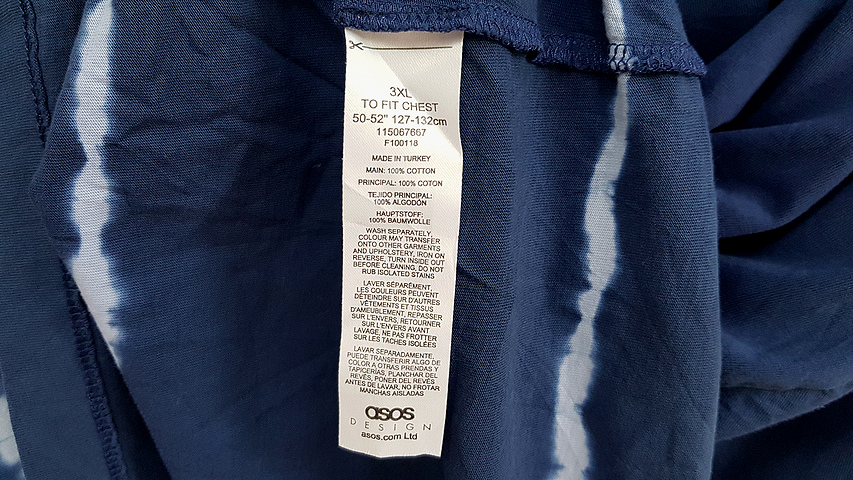 3XL
TO FIT CHEST
50-52" 127-132cm
115067667
F100118
MADE IN TURKEY
MAIN: 100% COTTON
PRINCIPAL: 100% COTON
TEJIDO PRINCIPAL:
100% ALGODÓN
HAUPTSTOFF:
100% BAUMWOLLE
WASH SEPARATELY,
COLOUR MAY TRANSFER
ONTO OTHER GARMENTS
AND UPHOLSTERY, IRON ON
REVERSE, TURN INSIDE OUT
BEFORE CLEANING, DO NOT
RUB ISOLATED STAINS
LAVER SÉPARÉMENT,
LES COULEURS PEUVENT
DÉTEINDRE SUR D'AUTRES
VÊTEMENTS ET TISSUS
D'AMEUBLEMENT, REPASSER
SUR L'ENVERS, RETOURNER
SUR L'ENVERS AVANT
LAVAGE, NE PAS FROTTER
SUR LES TACHES ISOLÉES
LAVAR SEPARADAMENTE,
PUEDE TRANSFERIR ALGO DE
COLOR A OTRAS PRENDAS Y
TAPICERÍAS, PLANCHAR DEL
REVÉS, PONER DEL REVÉS
ANTES DE LAVAR, NO FROTAR
MANCHAS AISLADAS
asos
DESIGN
asos.com Ltd